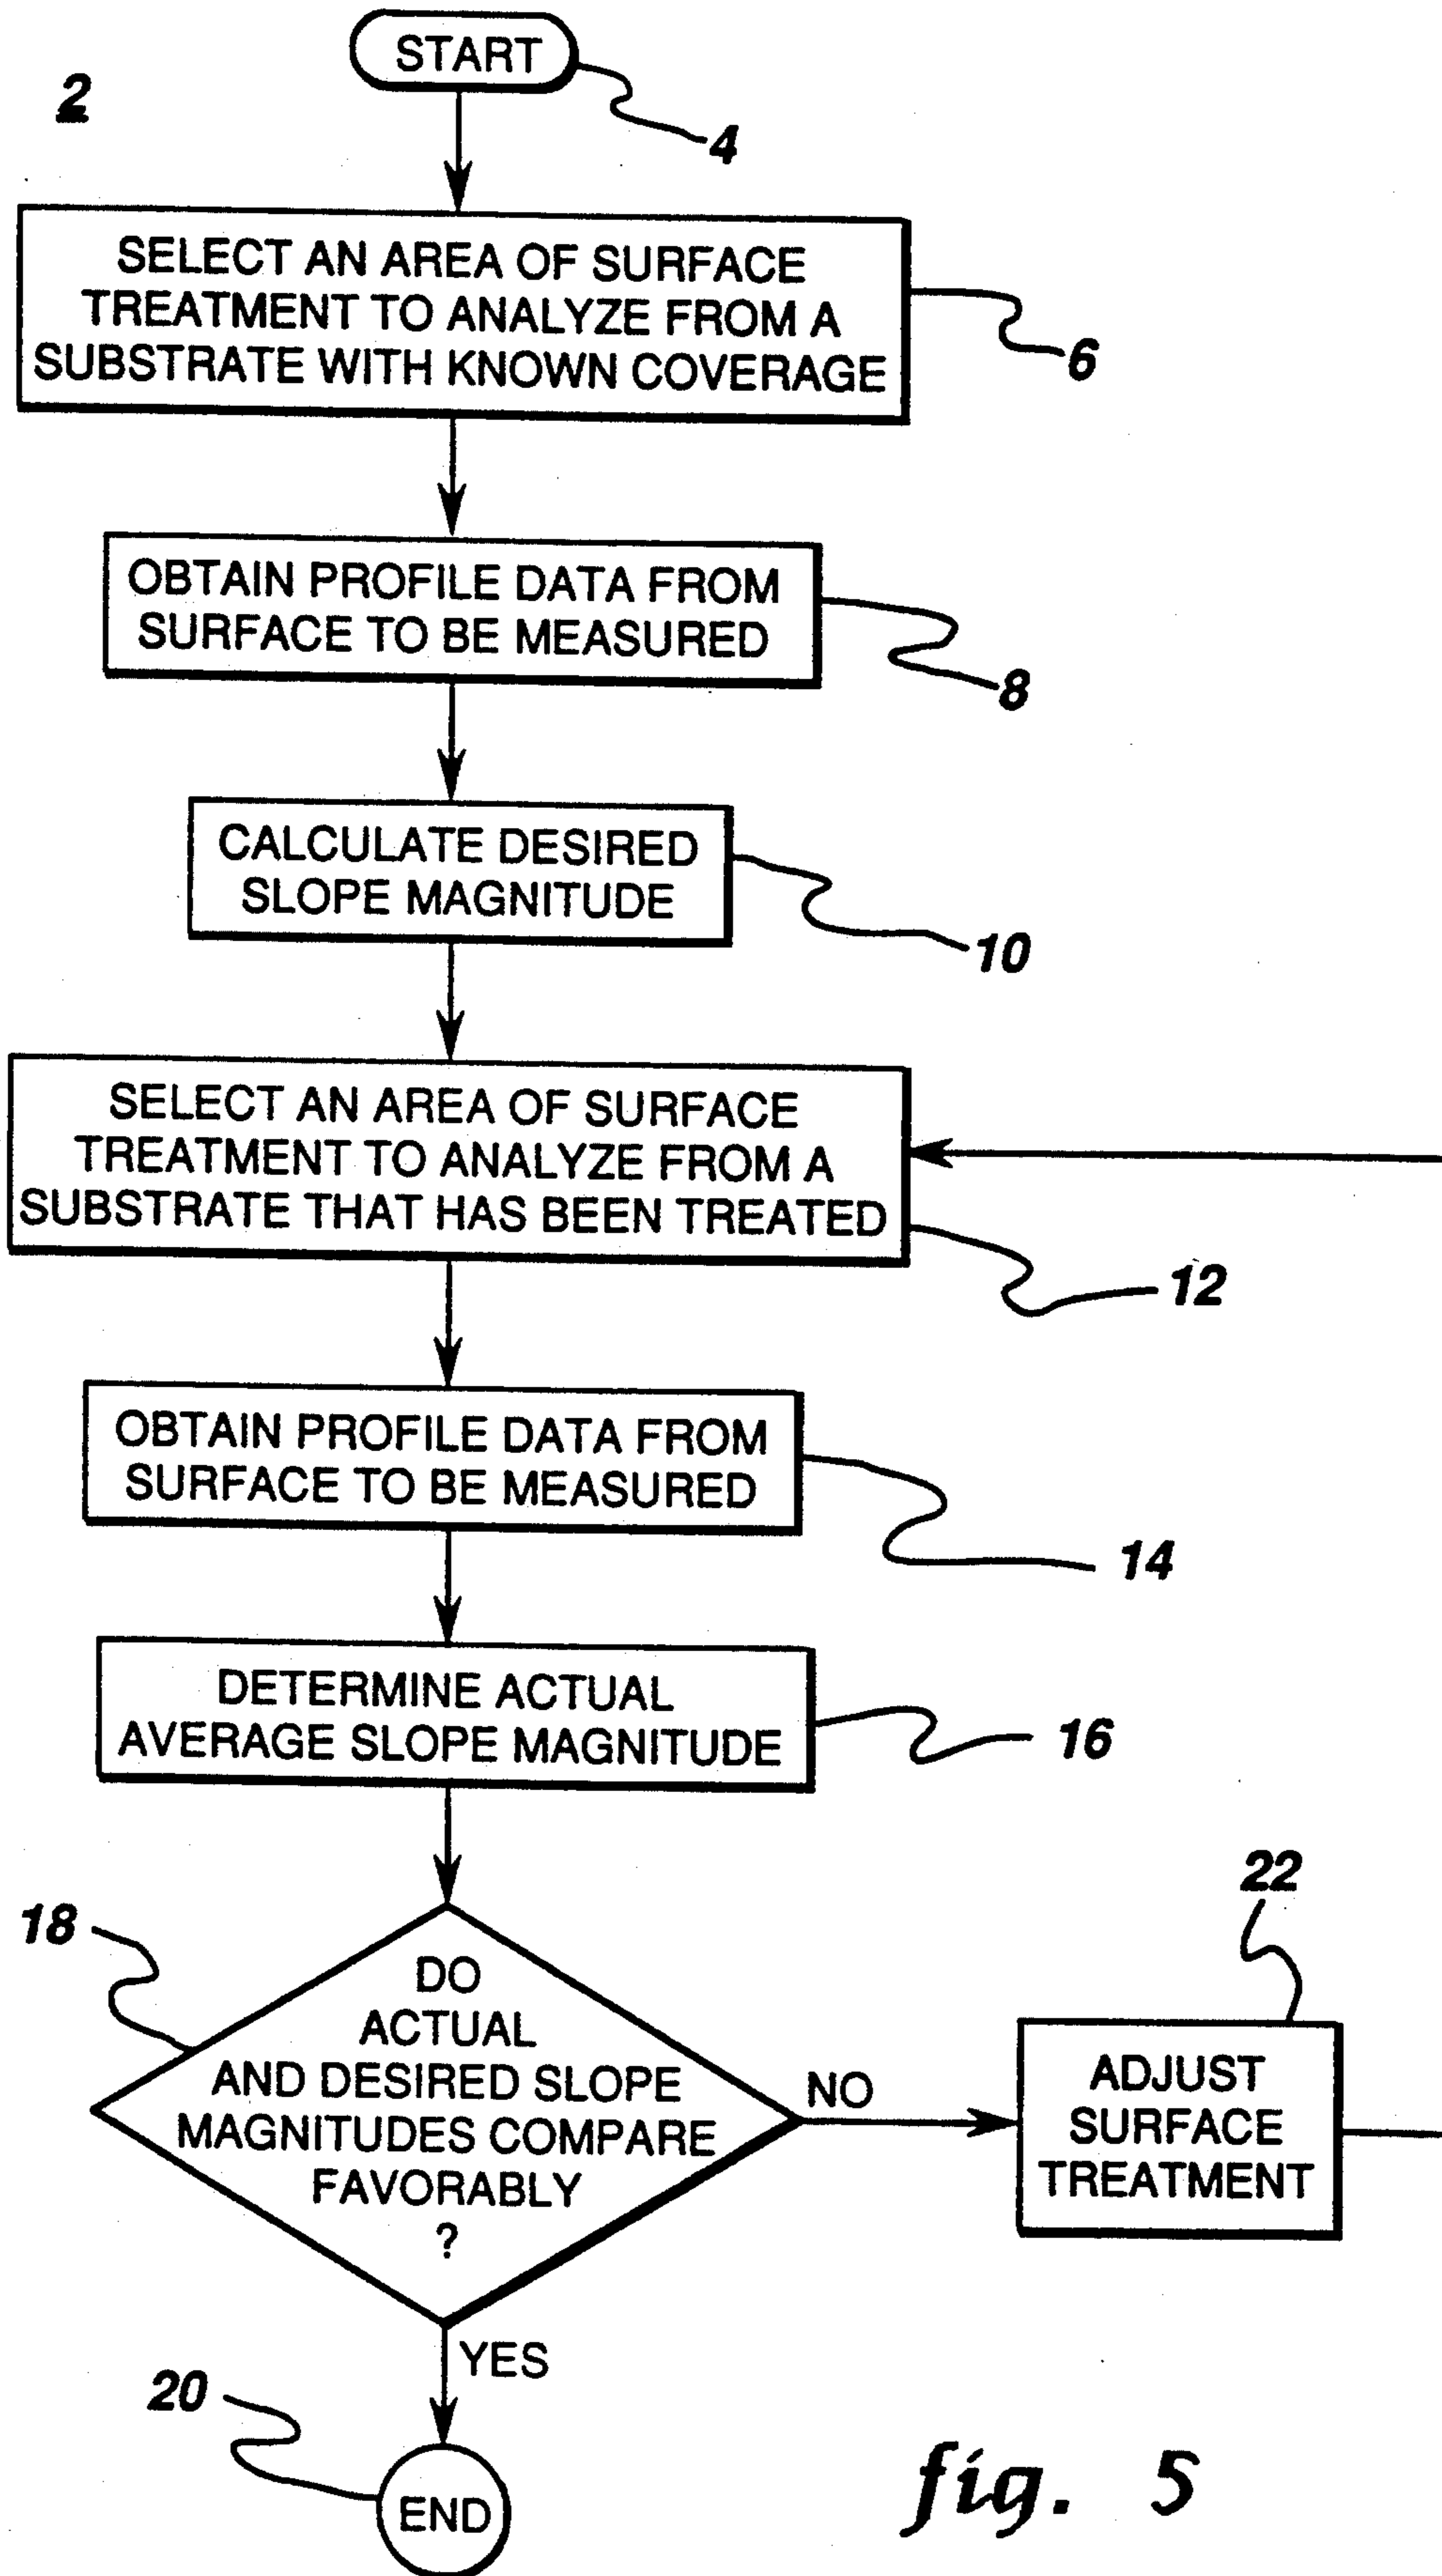 START
2
4
SELECT AN AREA OF SURFACE
TREATMENT TO ANALYZE FROM A
SUBSTRATE WITH KNOWN COVERAGE
6
OBTAIN PROFILE DATA FROM
SURFACE TO BE MEASURED
8
CALCULATE DESIRED
SLOPE MAGNITUDE
10
SELECT AN AREA OF SURFACE
TREATMENT TO ANALYZE FROM A
SUBSTRATE THAT HAS BEEN TREATED
12
OBTAIN PROFILE DATA FROM
SURFACE TO BE MEASURED
14
DETERMINE ACTUAL
AVERAGE SLOPE MAGNITUDE
16
18
DO
ACTUAL
AND DESIRED SLOPE
MAGNITUDES COMPARE
FAVORABLY
?
NO
22
ADJUST
SURFACE
TREATMENT
YES
20
END
fig. 5